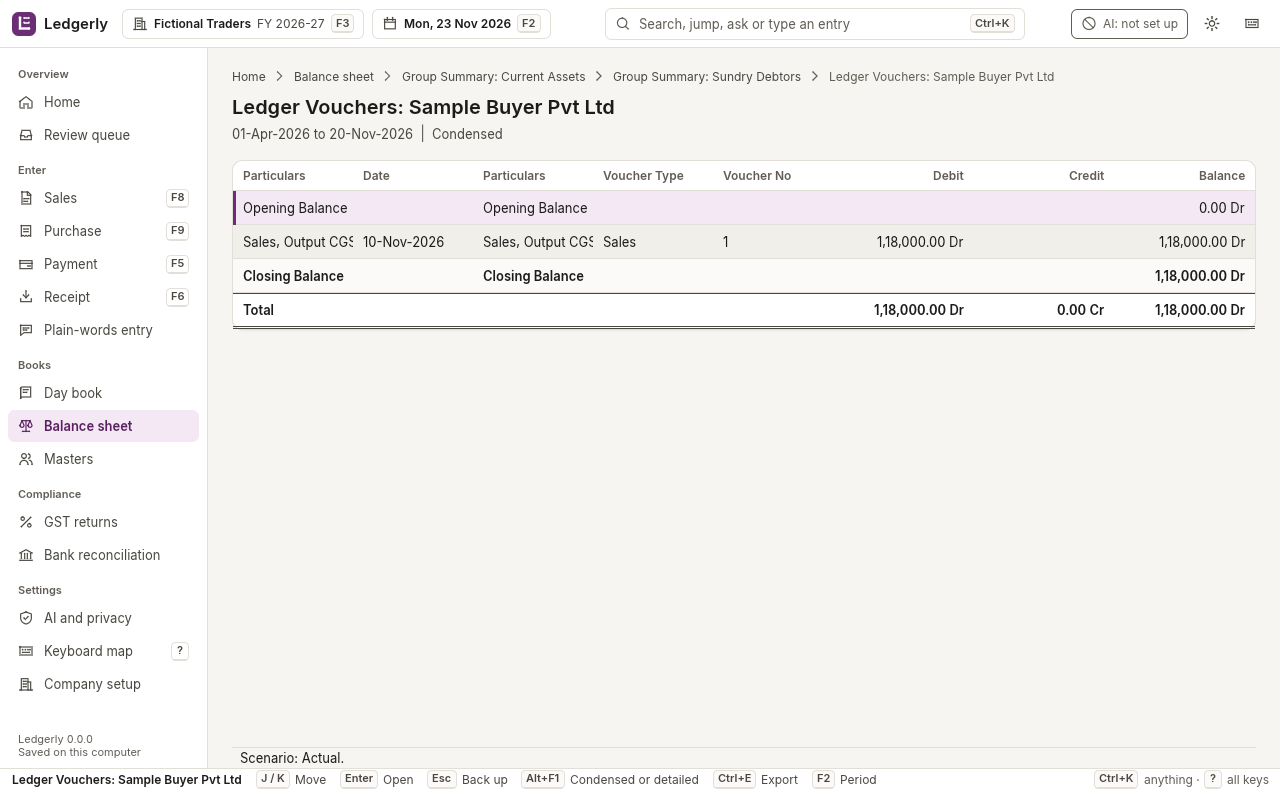 Ledgerly
Fictional Traders FY 2026-27 F3
Mon, 23 Nov 2026 F2
Search, jump, ask or type an entry Ctrl+K
AI: not set up
Overview
Home
Review queue
Enter
Sales F8
Purchase F9
Payment F5
Receipt F6
Plain-words entry
Books
Day book
Balance sheet
Masters
Compliance
GST returns
Bank reconciliation
Settings
AI and privacy
Keyboard map ?
Company setup
Ledgerly 0.0.0
Saved on this computer
Home > Balance sheet > Group Summary: Current Assets > Group Summary: Sundry Debtors > Ledger Vouchers: Sample Buyer Pvt Ltd
Ledger Vouchers: Sample Buyer Pvt Ltd
01-Apr-2026 to 20-Nov-2026 | Condensed
Particulars Date Particulars Voucher Type Voucher No Debit Credit Balance
Opening Balance Opening Balance 0.00 Dr
Sales, Output CGS 10-Nov-2026 Sales, Output CGS Sales 1 1,18,000.00 Dr 1,18,000.00 Dr
Closing Balance Closing Balance 1,18,000.00 Dr
Total 1,18,000.00 Dr 0.00 Cr 1,18,000.00 Dr
Scenario: Actual.
Ledger Vouchers: Sample Buyer Pvt Ltd J / K Move Enter Open Esc Back up Alt+F1 Condensed or detailed Ctrl+E Export F2 Period Ctrl+K anything · ? all keys